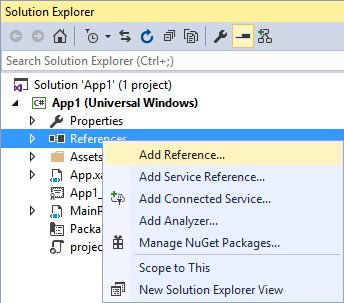 Solution Explorer
Search Solution Explorer (Ctrl+;)
Solution 'App1' (1 project)
C#
App1 (Universal Windows)
Properties
References
Add Reference...
Assets
Add Service Reference...
App.xa
Add Connected Service...
App1_
Add Analyzer...
MainP
Manage NuGet Packages...
Packa
projec
Scope to This
New Solution Explorer View